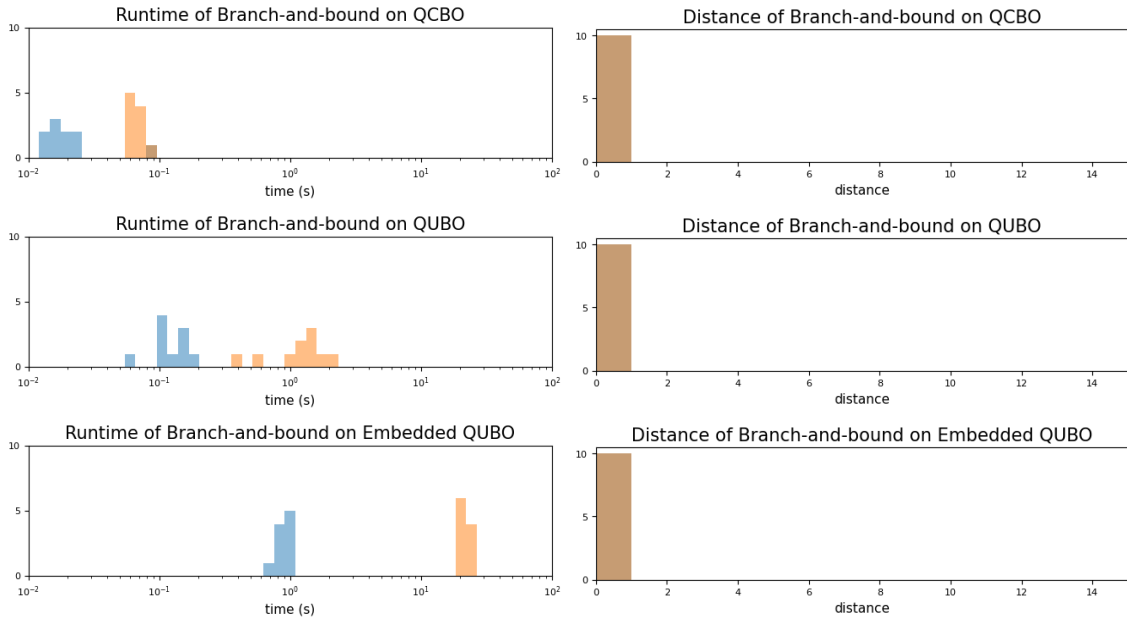 Runtime of Branch-and-bound on QCBO
10
5
0
10⁻² 10⁻¹ 10⁰ 10¹ 10²
time (s)
Distance of Branch-and-bound on QCBO
10
5
0
0 2 4 6 8 10 12 14
distance
Runtime of Branch-and-bound on QUBO
10
5
0
10⁻² 10⁻¹ 10⁰ 10¹ 10²
time (s)
Distance of Branch-and-bound on QUBO
10
5
0
0 2 4 6 8 10 12 14
distance
Runtime of Branch-and-bound on Embedded QUBO
10
5
0
10⁻² 10⁻¹ 10⁰ 10¹ 10²
time (s)
Distance of Branch-and-bound on Embedded QUBO
10
5
0
0 2 4 6 8 10 12 14
distance